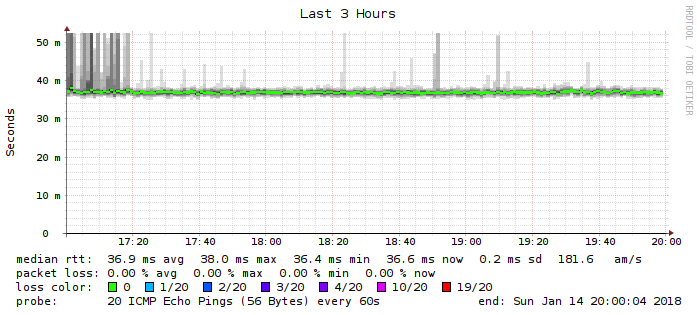 Last 3 Hours
RRDTOOL / TOBI OETIKER
Seconds
50 m
40 m
30 m
20 m
10 m
0
17:20 17:40 18:00 18:20 18:40 19:00 19:20 19:40 20:00
median rtt: 36.9 ms avg 38.0 ms max 36.4 ms min 36.6 ms now 0.2 ms sd 181.6 am/s
packet loss: 0.00 % avg 0.00 % max 0.00 % min 0.00 % now
loss color: 0 1/20 2/20 3/20 4/20 10/20 19/20
probe: 20 ICMP Echo Pings (56 Bytes) every 60s end: Sun Jan 14 20:00:04 2018